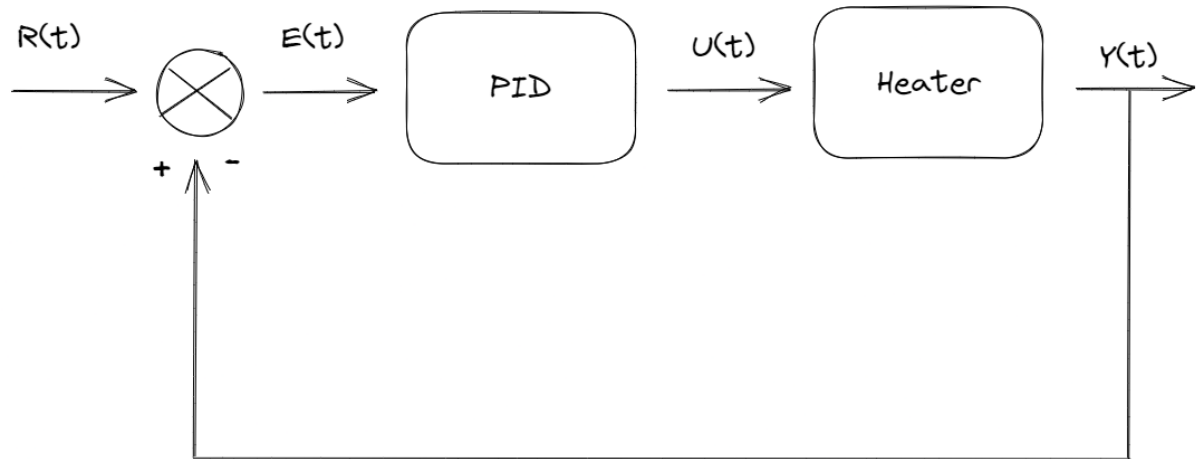 R(t)
E(t)
PID
U(t)
Heater
Y(t)
+ -